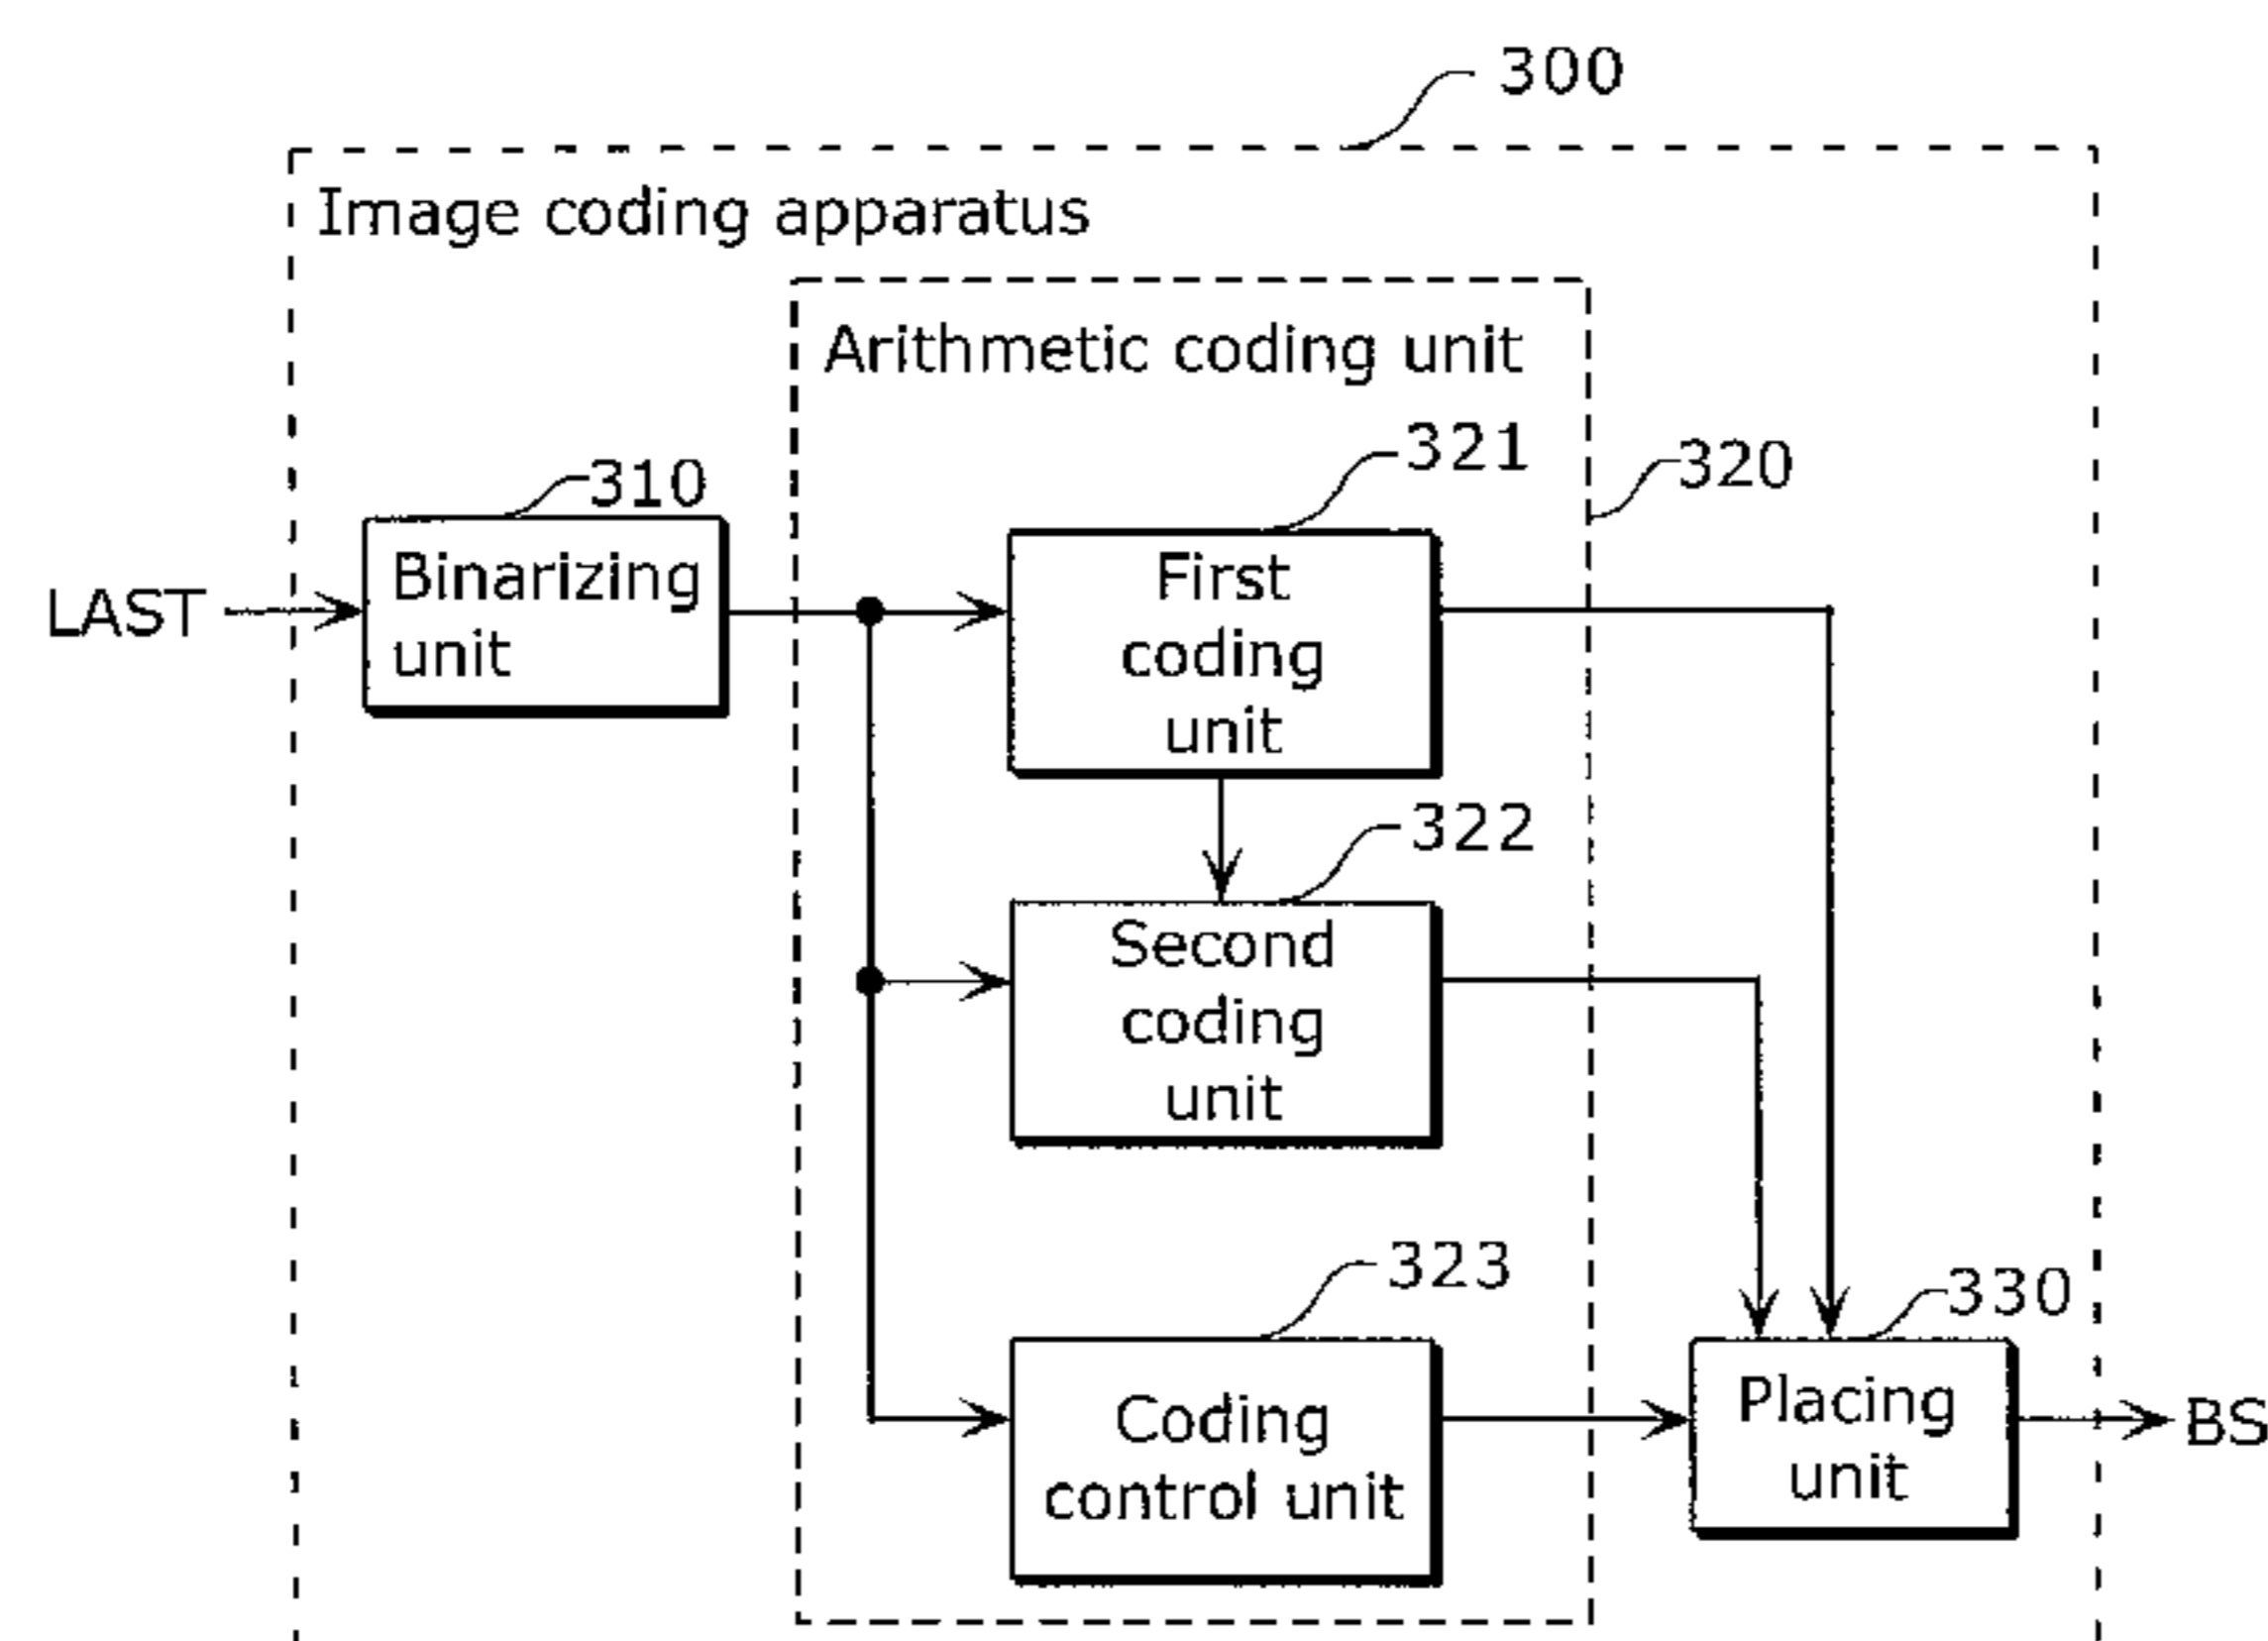 300
Image coding apparatus
Arithmetic coding unit
321
320
310
Binarizing
unit
First
coding
unit
LAST
322
Second
coding
unit
323
330
Coding
control unit
Placing
unit
BS